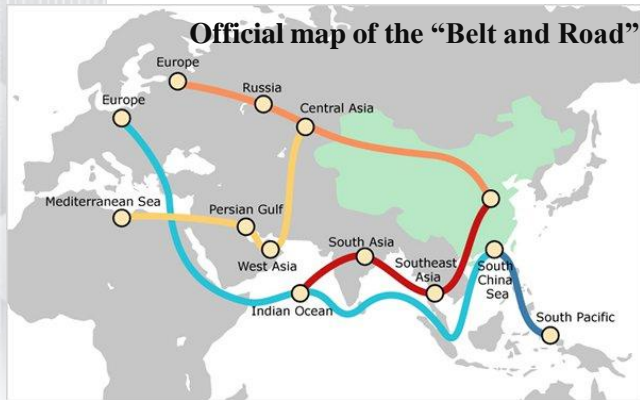 Official map of the “Belt and Road”
Europe
Russia
Europe
Central Asia
Mediterranean Sea
Persian Gulf
West Asia
South Asia
Southeast
Asia
South
China
Sea
Indian Ocean
South Pacific